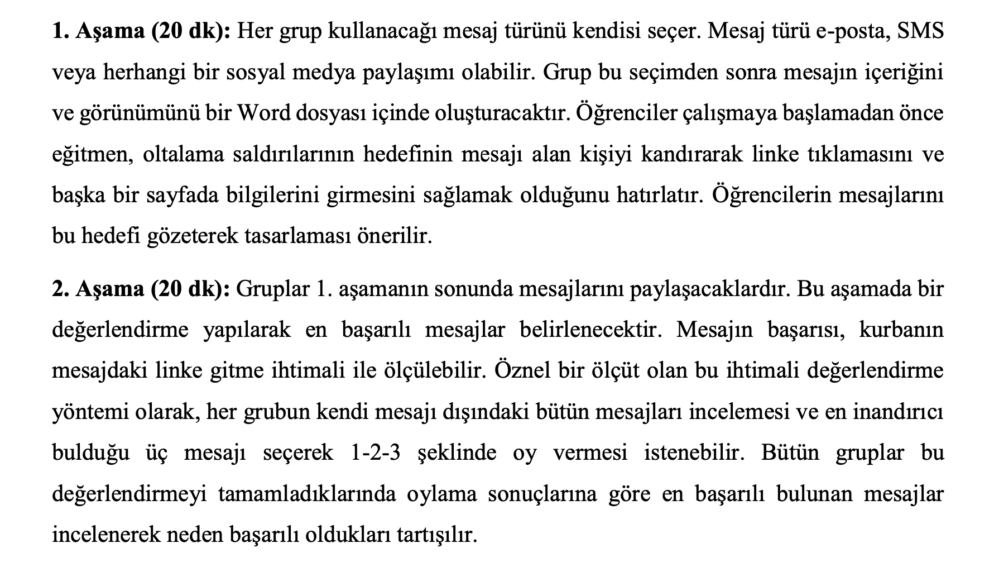 1. Aşama (20 dk): Her grup kullanacağı mesaj türünü kendisi seçer. Mesaj türü e-posta, SMS
veya herhangi bir sosyal medya paylaşımı olabilir. Grup bu seçimden sonra mesajın içeriğini
ve görünümünü bir Word dosyası içinde oluşturacaktır. Öğrenciler çalışmaya başlamadan önce
eğitmen, oltalama saldırılarının hedefinin mesajı alan kişiyi kandırarak linke tıklamasını ve
başka bir sayfada bilgilerini girmesini sağlamak olduğunu hatırlatır. Öğrencilerin mesajlarını
bu hedefi gözeterek tasarlaması önerilir.
2. Aşama (20 dk): Gruplar 1. aşamanın sonunda mesajlarını paylaşacaklardır. Bu aşamada bir
değerlendirme yapılarak en başarılı mesajlar belirlenecektir. Mesajın başarısı, kurbanın
mesajdaki linke gitme ihtimali ile ölçülebilir. Öznel bir ölçüt olan bu ihtimali değerlendirme
yöntemi olarak, her grubun kendi mesajı dışındaki bütün mesajları incelemesi ve en inandırıcı
bulduğu üç mesajı seçerek 1-2-3 şeklinde oy vermesi istenebilir. Bütün gruplar bu
değerlendirmeyi tamamladıklarında oylama sonuçlarına göre en başarılı bulunan mesajlar
incelenerek neden başarılı oldukları tartışılır.